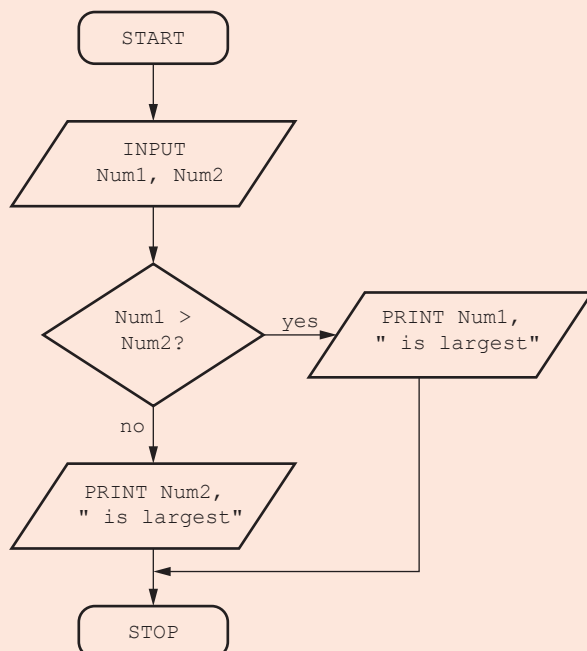 START
INPUT
Num1, Num2
Num1 >
Num2?
yes
PRINT Num1,
" is largest"
no
PRINT Num2,
" is largest"
STOP